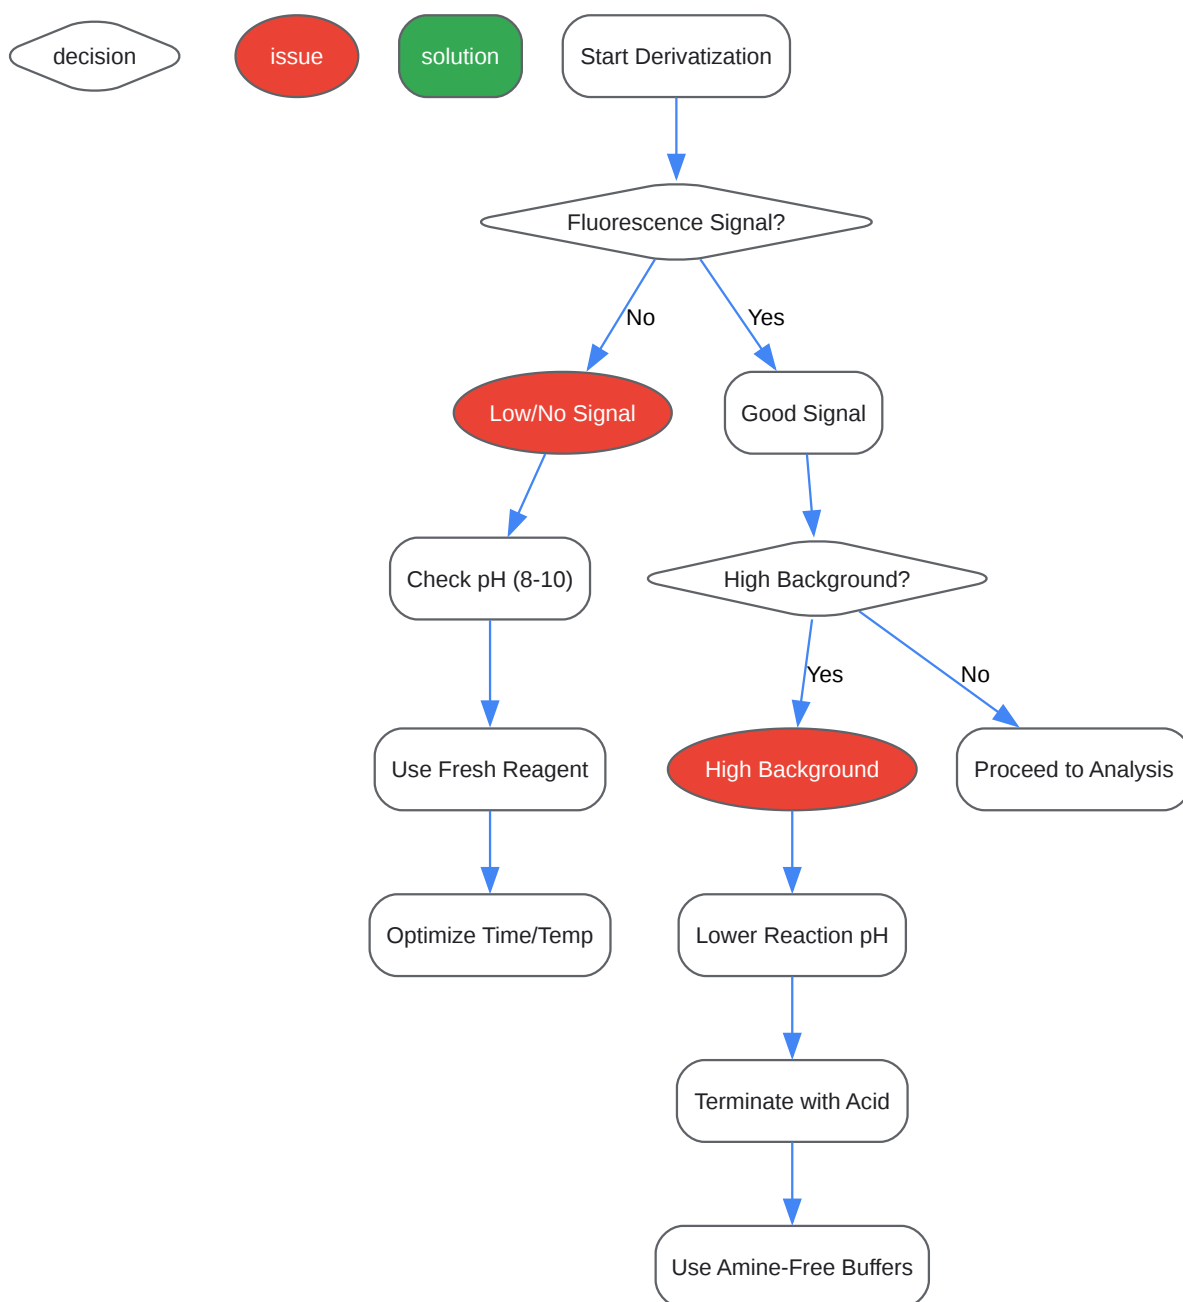 decision
issue
solution
Start Derivatization
Fluorescence Signal?
No
Yes
Low/No Signal
Good Signal
Check pH (8-10)
High Background?
Yes
No
Use Fresh Reagent
High Background
Proceed to Analysis
Optimize Time/Temp
Lower Reaction pH
Terminate with Acid
Use Amine-Free Buffers